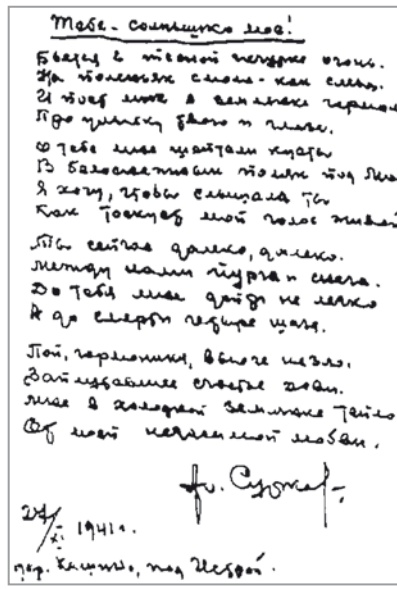 Тебе - солнышко мое!
Бьется в тесной печурке огонь.
На поленьях смола - как слеза.
И поет мне в землянке гармонь
Про улыбку твою и глаза.
О тебе мне шептали кусты
В белоснежных полях под Мос
Я хочу, чтобы слышала ты
Как тоскует мой голос живой
Ты сейчас далеко, далеко.
Между нами пурга и снега.
До тебя мне дойти не легко
А до смерти четыре шага.
Пой, гармоника, вьюге назло.
Заплутавшее счастье зови.
Мне в холодной землянке тепло
От моей негасимой любви.
Ал. Сурков
27/XI 1941 г.
дер. Кашино, под Истрой.